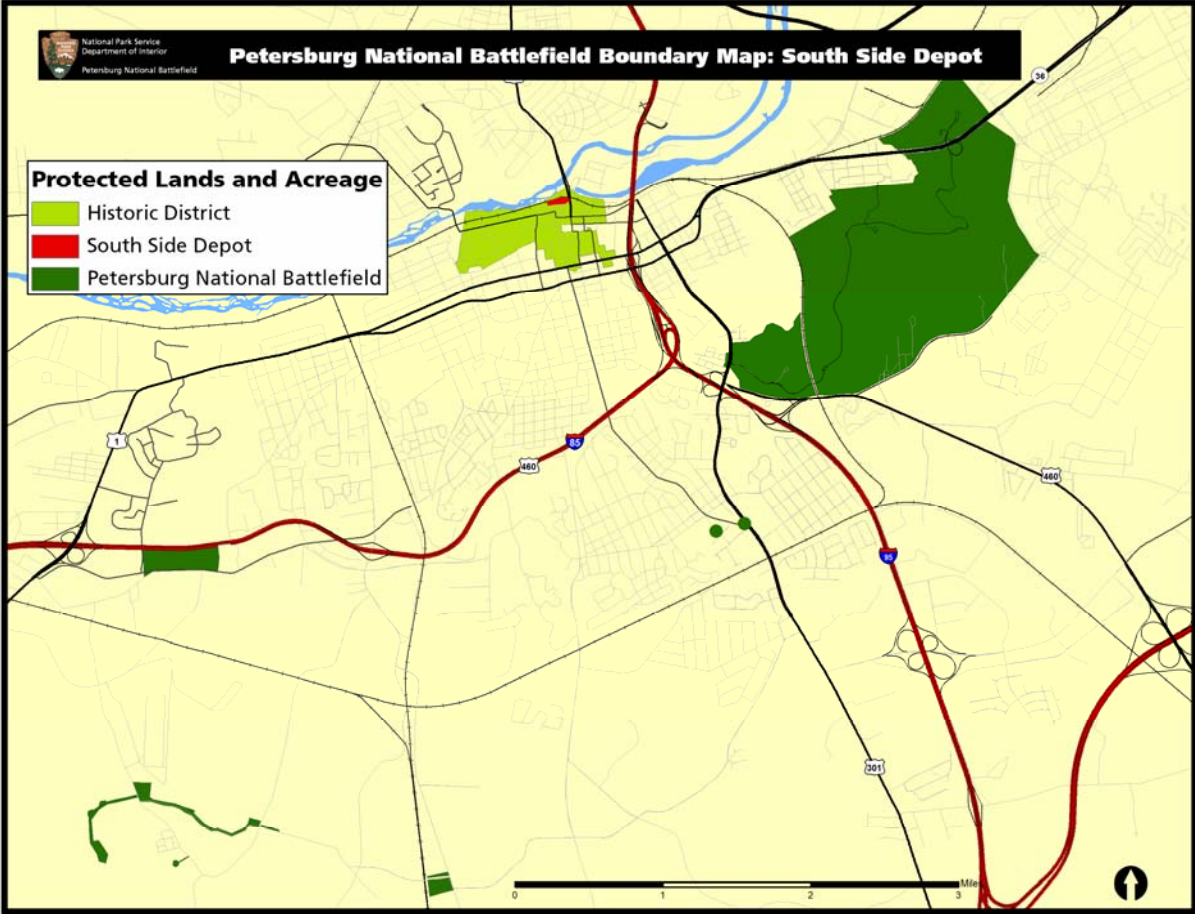 National Park Service
Department of Interior
Petersburg National Battlefield
Petersburg National Battlefield Boundary Map: South Side Depot
36
Protected Lands and Acreage
Historic District
South Side Depot
Petersburg National Battlefield
1
85
460
460
95
301
Miles
0 1 2 3